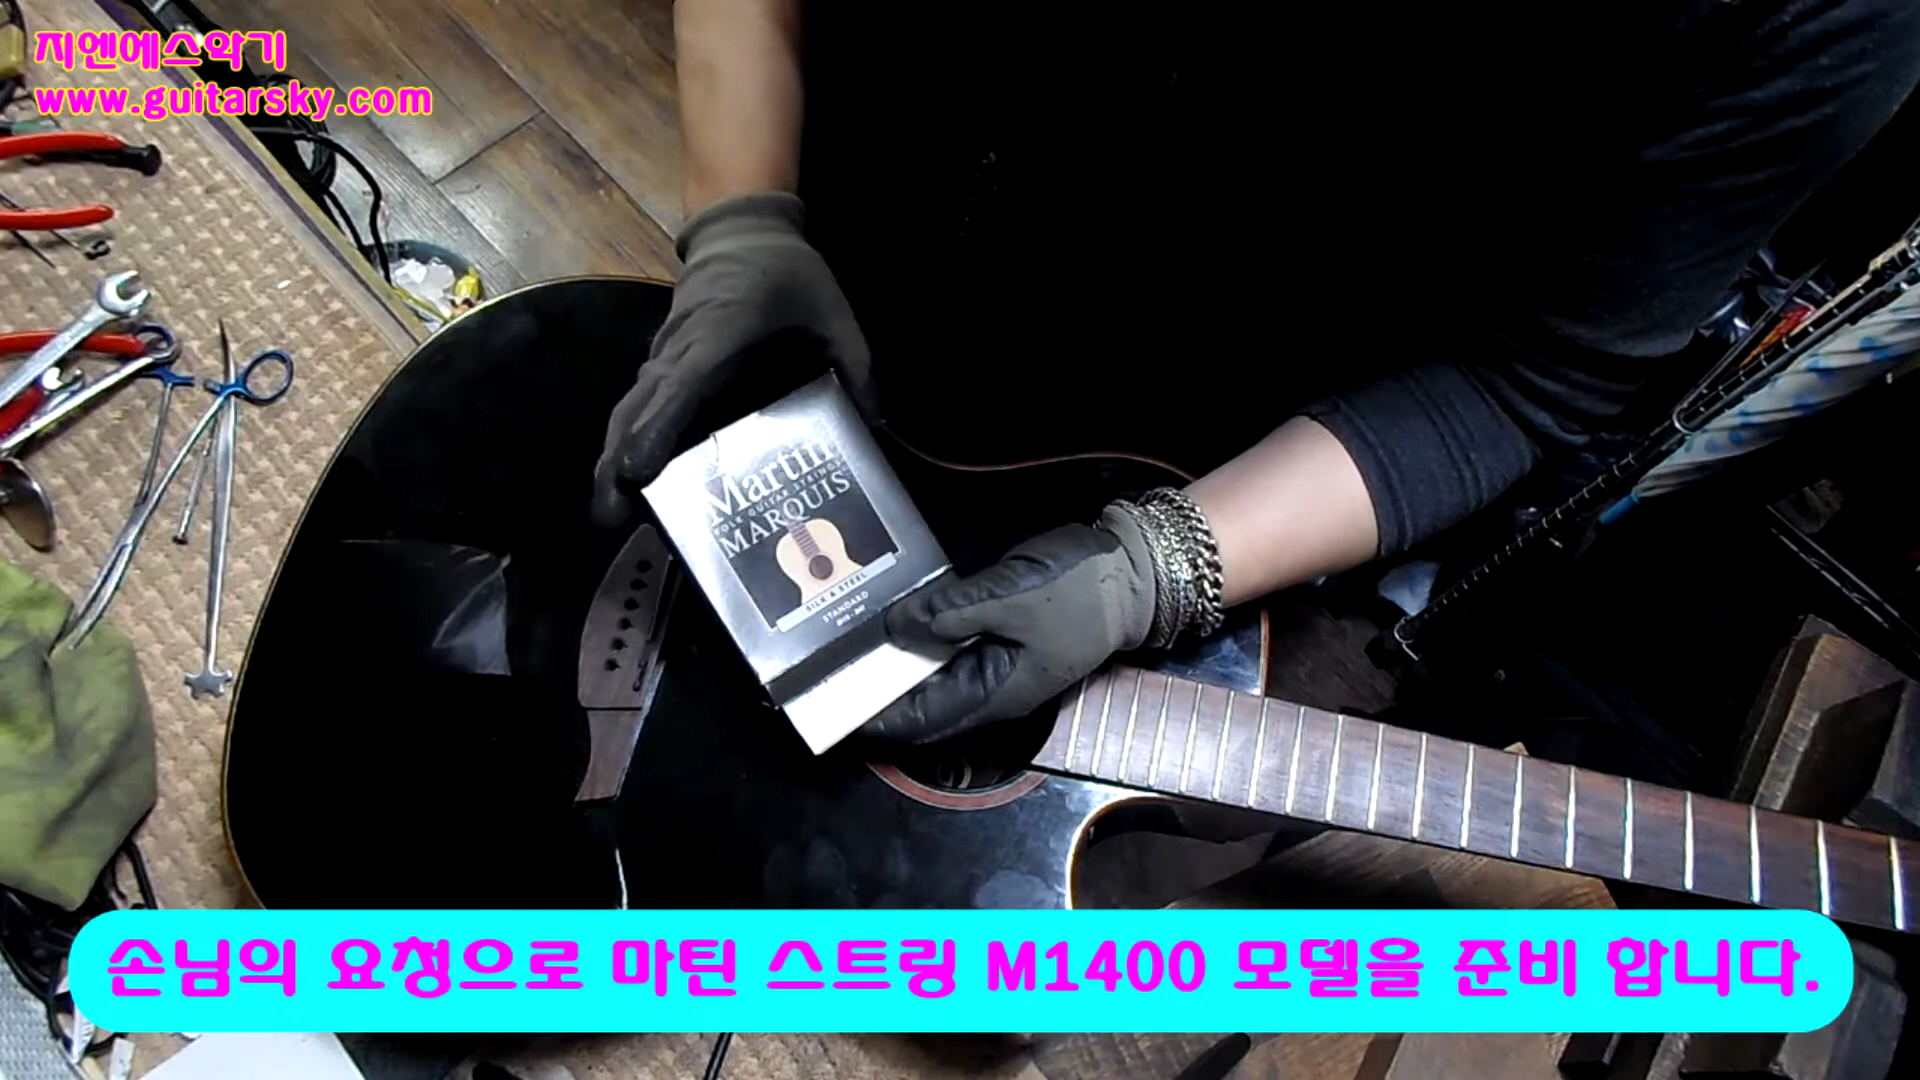 지엔에스악기
www.guitarsky.com
Martin
FOLK GUITAR STRINGS
MARQUIS
SILK & STEEL
STANDARD
손님의 요청으로 마틴 스트링 M1400 모델을 준비 합니다.